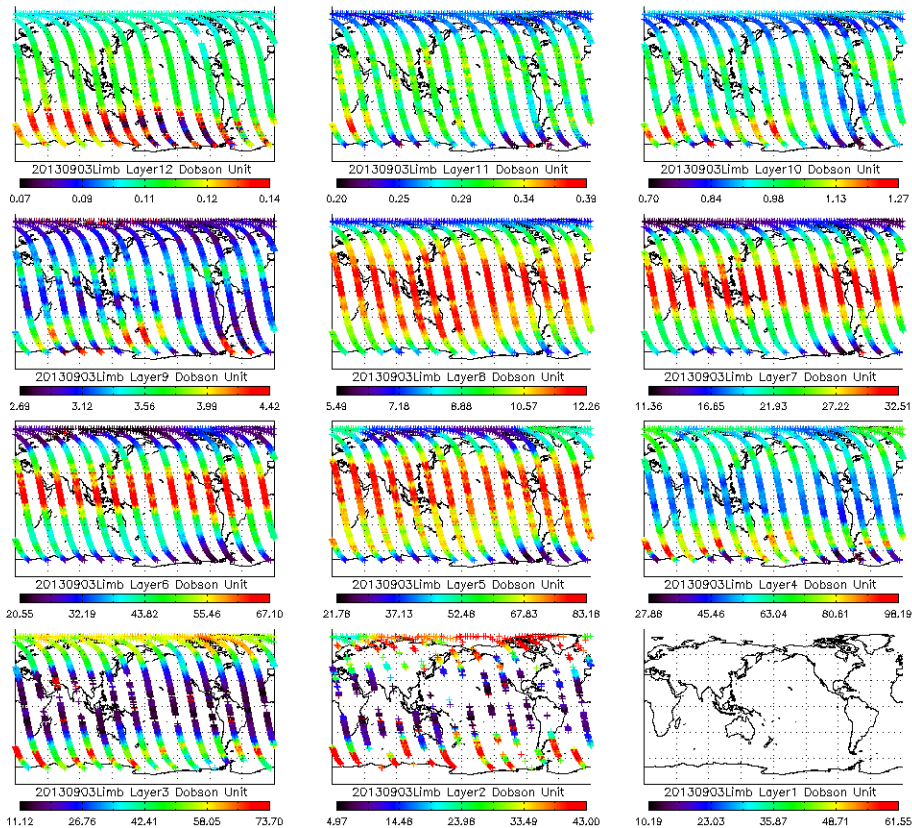 20130903Limb Layer12 Dobson Unit
0.07 0.09 0.11 0.12 0.14
20130903Limb Layer11 Dobson Unit
0.20 0.25 0.29 0.34 0.39
20130903Limb Layer10 Dobson Unit
0.70 0.84 0.98 1.13 1.27
20130903Limb Layer9 Dobson Unit
2.69 3.12 3.56 3.99 4.42
20130903Limb Layer8 Dobson Unit
5.49 7.18 8.88 10.57 12.26
20130903Limb Layer7 Dobson Unit
11.36 16.65 21.93 27.22 32.51
20130903Limb Layer6 Dobson Unit
20.55 32.19 43.82 55.46 67.10
20130903Limb Layer5 Dobson Unit
21.78 37.13 52.48 67.83 83.18
20130903Limb Layer4 Dobson Unit
27.88 45.46 63.04 80.61 98.19
20130903Limb Layer3 Dobson Unit
11.12 26.76 42.41 58.05 73.70
20130903Limb Layer2 Dobson Unit
4.97 14.48 23.98 33.49 43.00
20130903Limb Layer1 Dobson Unit
10.19 23.03 35.87 48.71 61.55